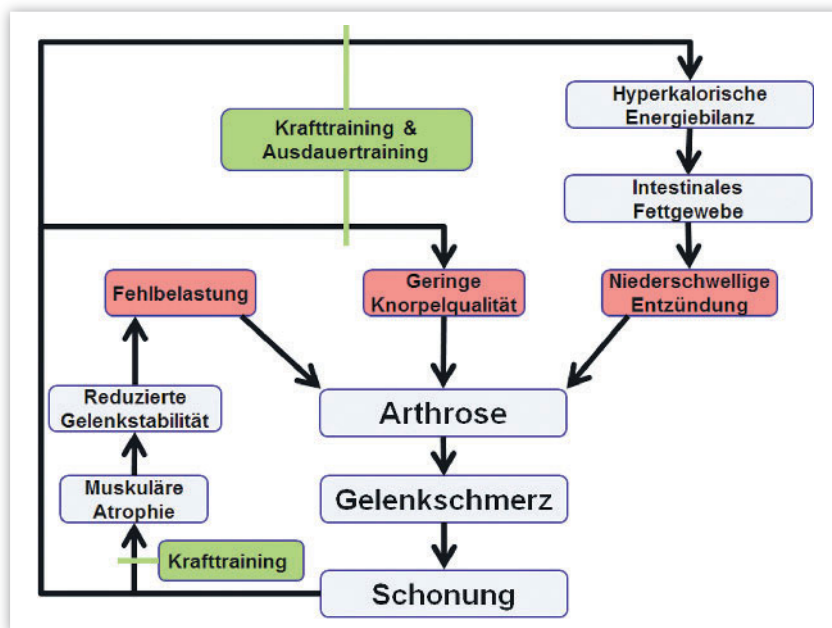 Hyperkalorische
Energiebilanz
Krafttraining &
Ausdauertraining
Intestinales
Fettgewebe
Fehlbelastung
Geringe
Knorpelqualität
Niederschwellige
Entzündung
Reduzierte
Gelenkstabilität
Arthrose
Muskuläre
Atrophie
Gelenkschmerz
Krafttraining
Schonung